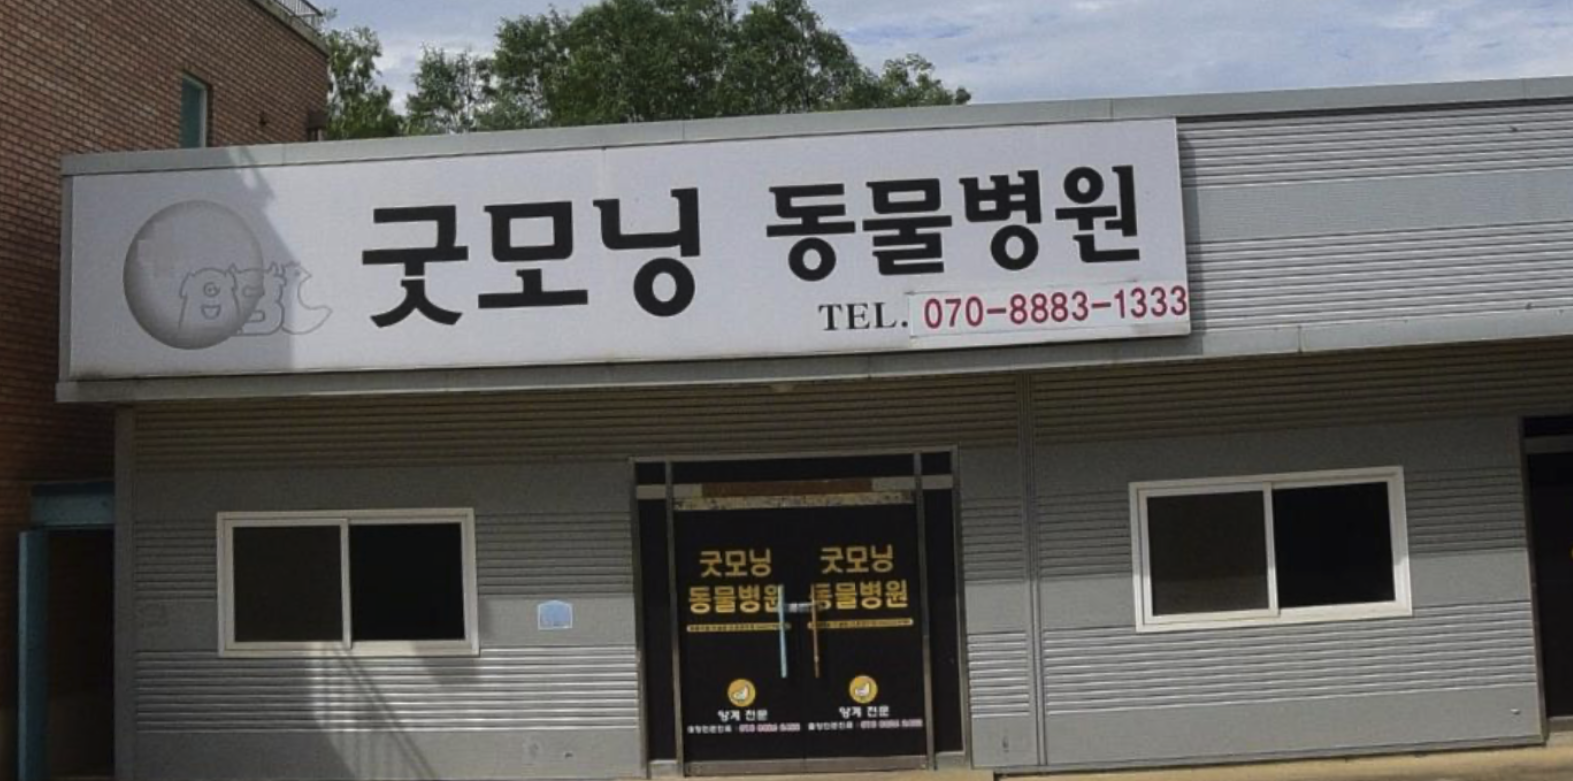 굿모닝 동물병원
TEL. 070-8883-1333
굿모닝
동물병원
굿모닝
동물병원
양계 전문
양계 전문